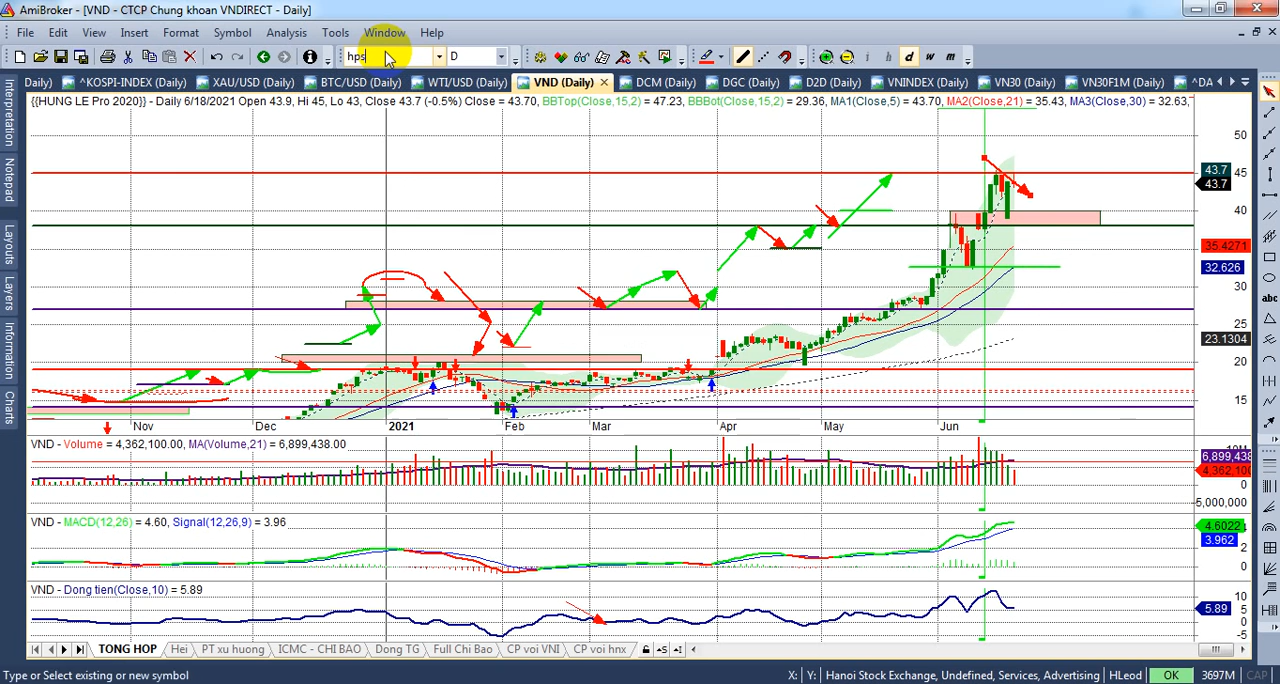 AmiBroker - [VND - CTCP Chung khoan VNDIRECT - Daily]
File Edit View Insert Format Symbol Analysis Tools Window Help
hps D i h d w m
Daily) ^KOSPI-INDEX (Daily) XAU/USD (Daily) BTC/USD (Daily) WTI/USD (Daily) VND (Daily) DCM (Daily) DGC (Daily) D2D (Daily) VNINDEX (Daily) VN30 (Daily) VN30F1M (Daily) ^DA
{{HUNG LE Pro 2020}} - Daily 6/18/2021 Open 43.9, Hi 45, Lo 43, Close 43.7 (-0.5%) Close = 43.70, BBTop(Close,15,2) = 47.23, BBBot(Close,15,2) = 29.36, MA1(Close,5) = 43.70, MA2(Close,21) = 35.43, MA3(Close,30) = 32.63,
Interpretation
Notepad
Layouts
Layers
Information
Charts
50
43.7
45
43.7
40
35.4271
32.626
30
25
23.1304
20
15
abc
Nov Dec 2021 Feb Mar Apr May Jun
VND - Volume = 4,362,100.00, MA(Volume,21) = 6,899,438.00
6,899,438
4,362,100
0
5,000,000
VND - MACD(12,26) = 4.60, Signal(12,26,9) = 3.96
4.6022
3.962
2
0
VND - Dong tien(Close,10) = 5.89
10
5.89
5
0
-5
TONG HOP Hei PT xu huong ICMC - CHI BAO Dong TG Full Chi Bao CP voi VNI CP voi hnx
Type or Select existing or new symbol X: Y: Hanoi Stock Exchange, Undefined, Services, Advertising HLeod OK 3697M CAP